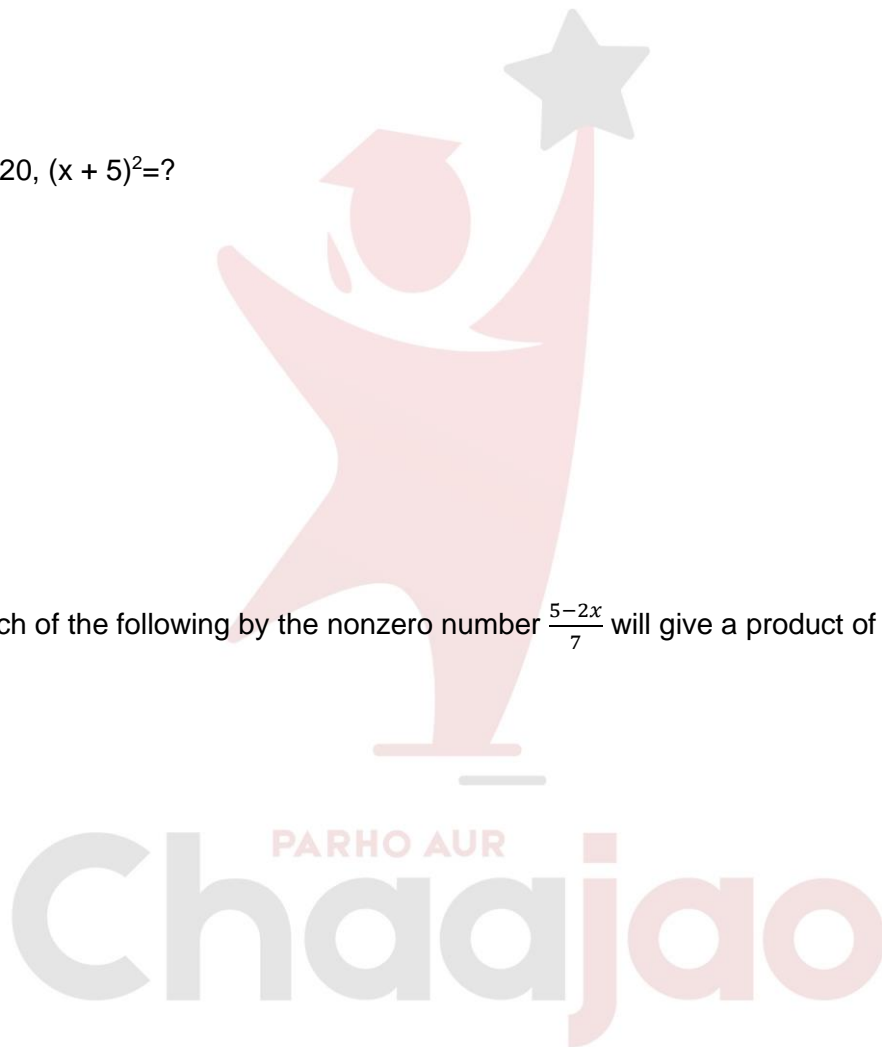 20, (x + 5)²=?
ch of the following by the nonzero number (5−2x)/7 will give a product of
PARHO AUR
Chaajao